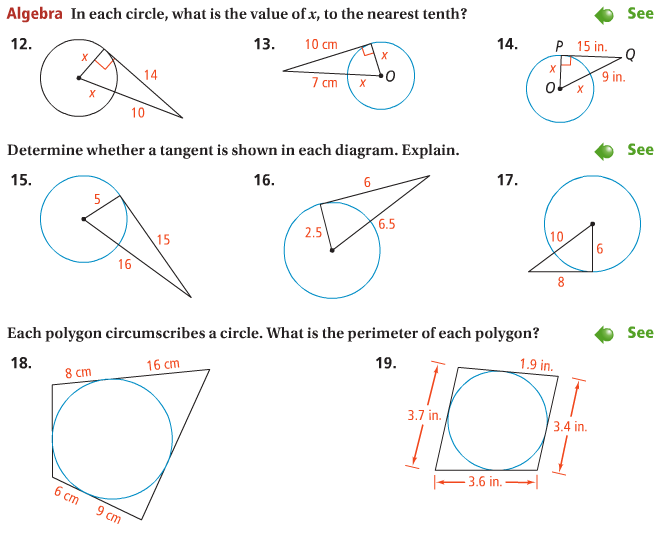 Algebra In each circle, what is the value of x, to the nearest tenth? See
12. x x 14 10
13. 10 cm x O 7 cm x
14. P 15 in. Q x 9 in. O x
Determine whether a tangent is shown in each diagram. Explain. See
15. 5 15 16
16. 6 2.5 6.5
17. 10 6 8
Each polygon circumscribes a circle. What is the perimeter of each polygon? See
18. 8 cm 16 cm 6 cm 9 cm
19. 1.9 in. 3.7 in. 3.4 in. 3.6 in.